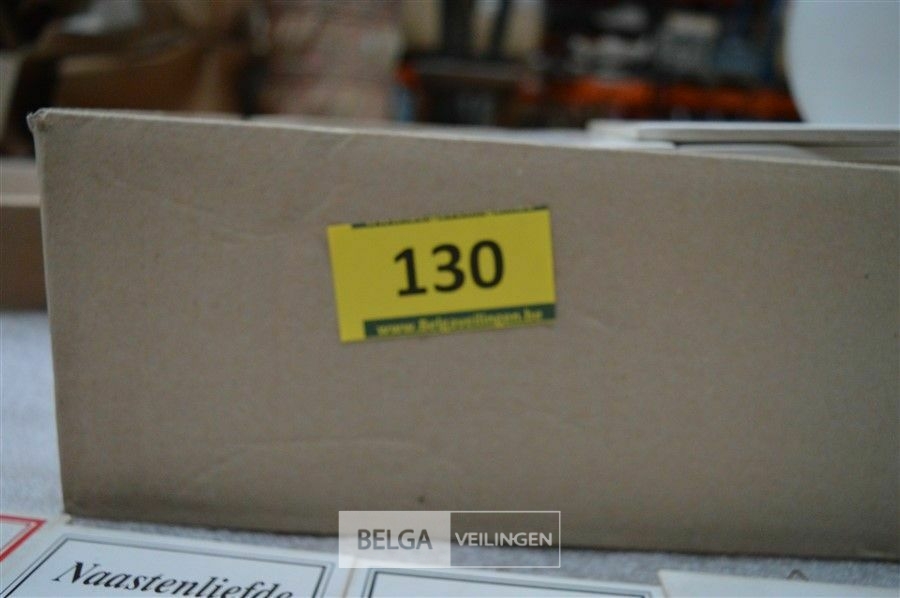 130
www.Belgaveilingen.be
BELGA VEILINGEN
Naastenliefde